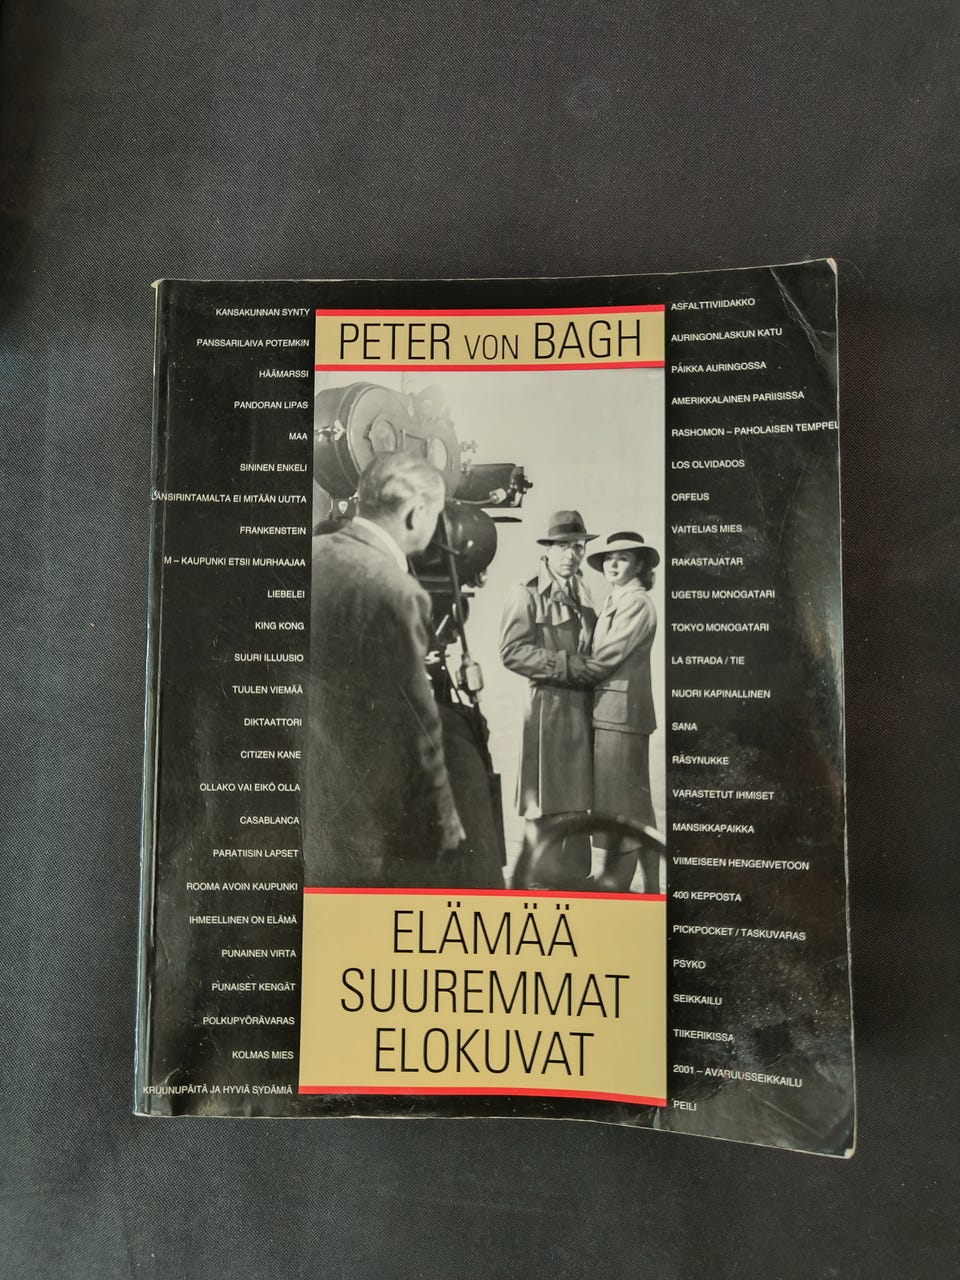 KANSAKUNNAN SYNTY
PANSSARILAIVA POTEMKIN
HÄÄMARSSI
PANDORAN LIPAS
MAA
SININEN ENKELI
LÄNSIRINTAMALTA EI MITÄÄN UUTTA
FRANKENSTEIN
M – KAUPUNKI ETSII MURHAAJAA
LIEBELEI
KING KONG
SUURI ILLUUSIO
TUULEN VIEMÄÄ
DIKTAATTORI
CITIZEN KANE
OLLAKO VAI EIKÖ OLLA
CASABLANCA
PARATIISIN LAPSET
ROOMA AVOIN KAUPUNKI
IHMEELLINEN ON ELÄMÄ
PUNAINEN VIRTA
PUNAISET KENGÄT
POLKUPYÖRÄVARAS
KOLMAS MIES
KRUUNUPÄITÄ JA HYVIÄ SYDÄMIÄ
PETER VON BAGH
ELÄMÄÄ
SUUREMMAT
ELOKUVAT
ASFALTTIVIIDAKKO
AURINGONLASKUN KATU
PAIKKA AURINGOSSA
AMERIKKALAINEN PARIISISSA
RASHOMON – PAHOLAISEN TEMPPEL
LOS OLVIDADOS
ORFEUS
VAITELIAS MIES
RAKASTAJATAR
UGETSU MONOGATARI
TOKYO MONOGATARI
LA STRADA / TIE
NUORI KAPINALLINEN
SANA
RÄSYNUKKE
VARASTETUT IHMISET
MANSIKKAPAIKKA
VIIMEISEEN HENGENVETOON
400 KEPPOSTA
PICKPOCKET / TASKUVARAS
PSYKO
SEIKKAILU
TIIKERIKISSA
2001 – AVARUUSSEIKKAILU
PEILI